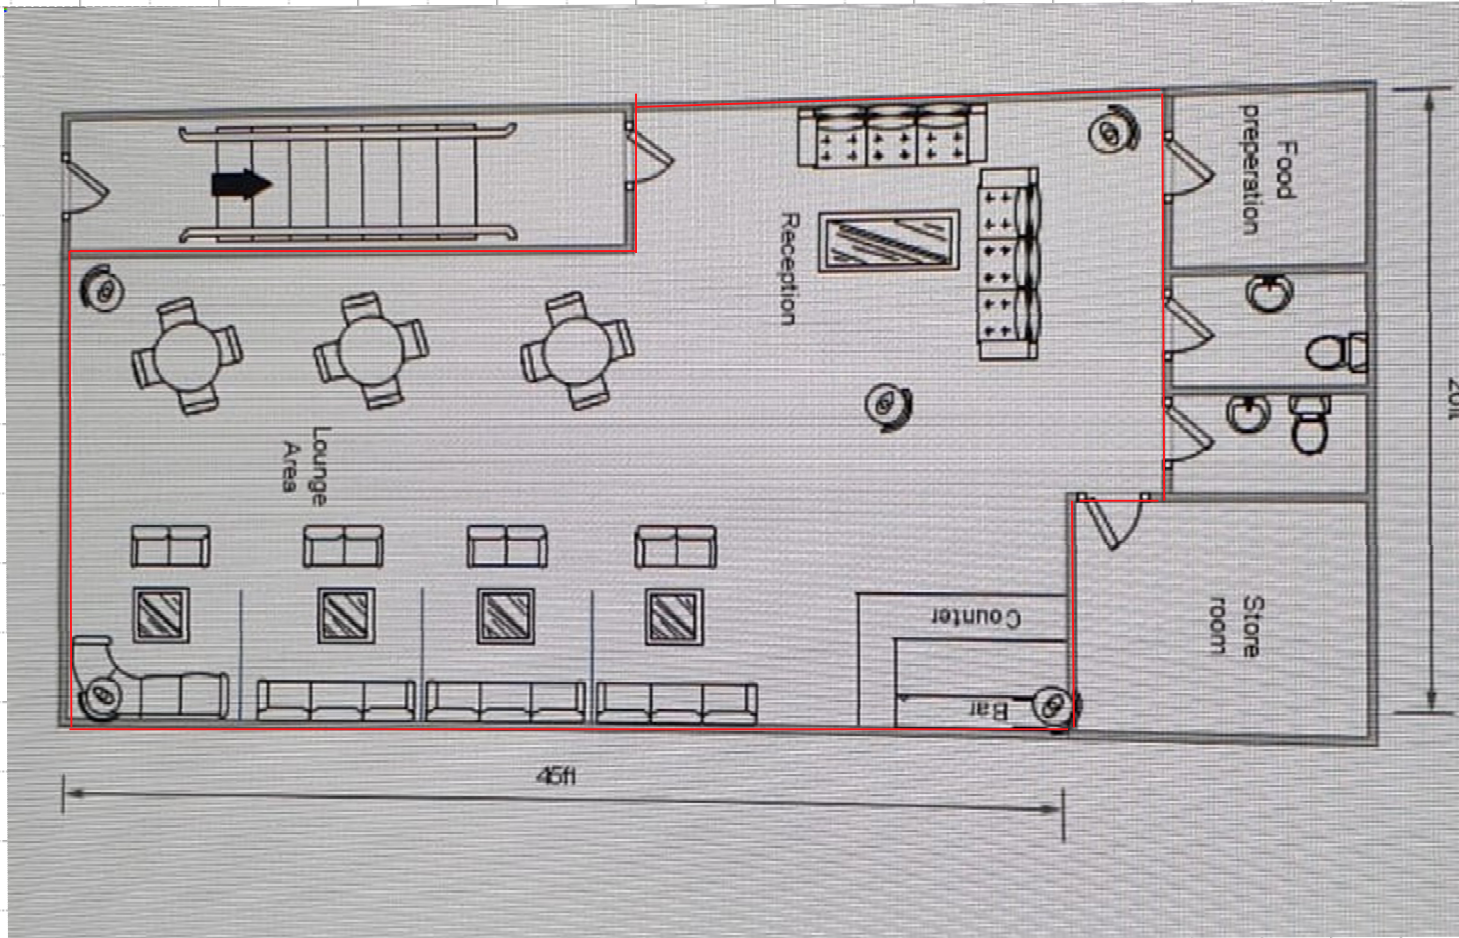 Food
preperation
Reception
Lounge
Area
Counter
Bar
Store
room
45ft